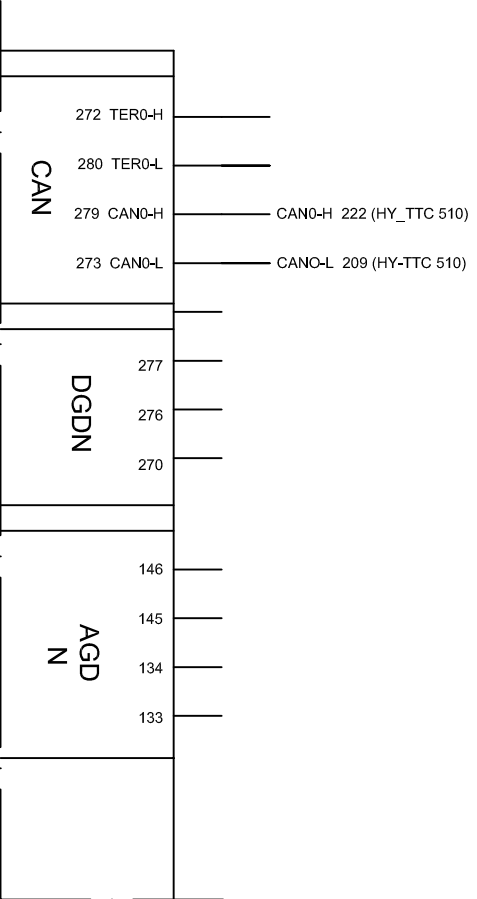 CAN
272 TER0-H
280 TER0-L
279 CAN0-H CAN0-H 222 (HY_TTC 510)
273 CAN0-L CANO-L 209 (HY-TTC 510)
DGDN
277
276
270
AGD
N
146
145
134
133